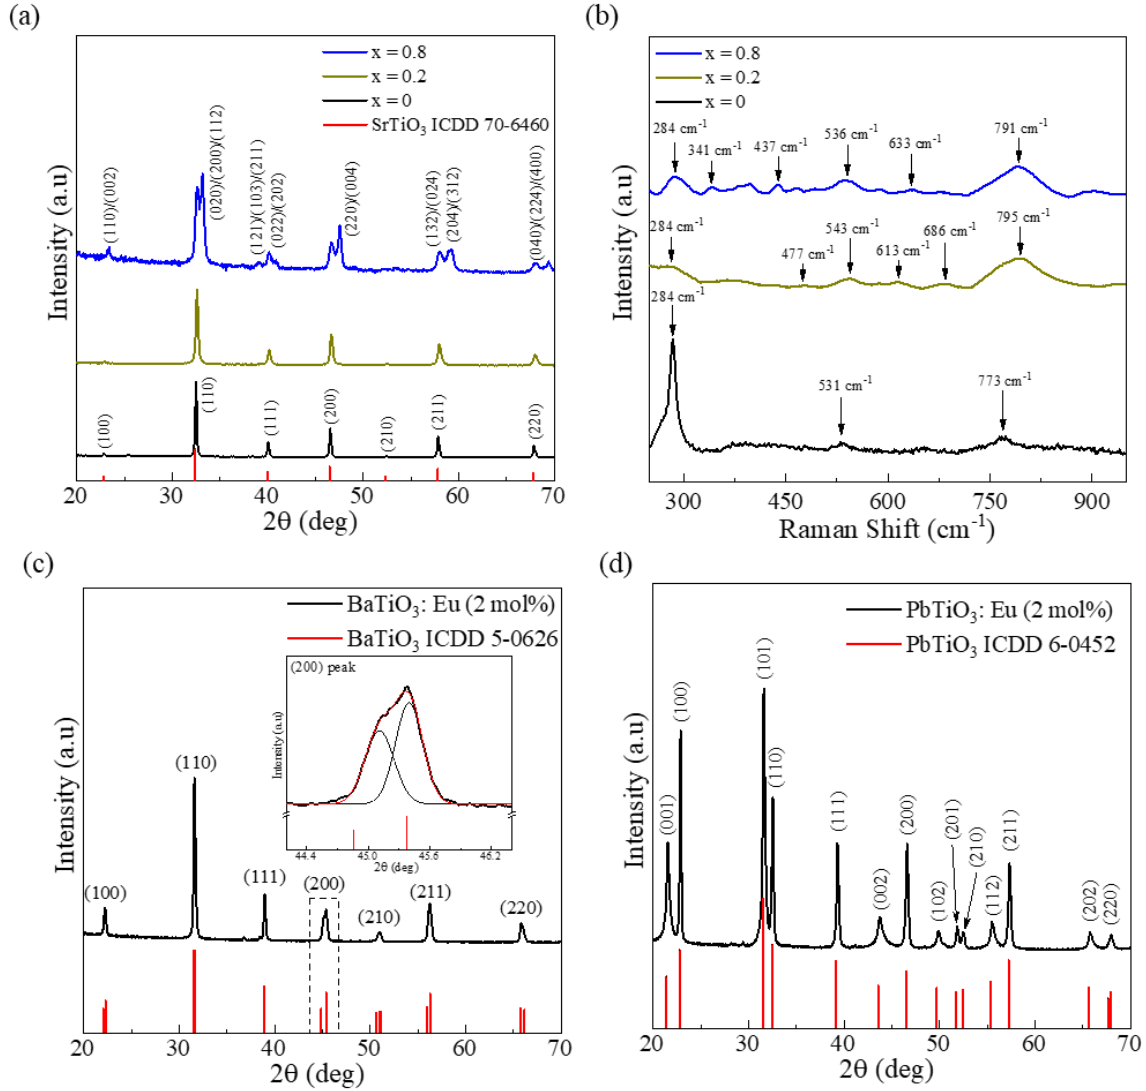 (a)
x = 0.8
x = 0.2
x = 0
SrTiO₃ ICDD 70-6460
(110)/(002)
(020)/(200)/(112)
(121)/(103)/(211)
(022)/(202)
(220)/(004)
(132)/(024)
(204)/(312)
(040)/(224)/(400)
(100)
(110)
(111)
(200)
(210)
(211)
(220)
Intensity (a.u)
20 30 40 50 60 70
2θ (deg)
(b)
x = 0.8
x = 0.2
x = 0
284 cm⁻¹
341 cm⁻¹
437 cm⁻¹
536 cm⁻¹
633 cm⁻¹
791 cm⁻¹
284 cm⁻¹
477 cm⁻¹
543 cm⁻¹
613 cm⁻¹
686 cm⁻¹
795 cm⁻¹
284 cm⁻¹
531 cm⁻¹
773 cm⁻¹
Intensity (a.u)
300 450 600 750 900
Raman Shift (cm⁻¹)
(c)
BaTiO₃: Eu (2 mol%)
BaTiO₃ ICDD 5-0626
(200) peak
Intensity (a.u)
44.4 45.0 45.6 46.2
2θ (deg)
(100)
(110)
(111)
(200)
(210)
(211)
(220)
Intensity (a.u)
20 30 40 50 60 70
2θ (deg)
(d)
PbTiO₃: Eu (2 mol%)
PbTiO₃ ICDD 6-0452
(001)
(100)
(101)
(110)
(111)
(002)
(200)
(102)
(201)
(210)
(112)
(211)
(202)
(220)
Intensity (a.u)
20 30 40 50 60 70
2θ (deg)